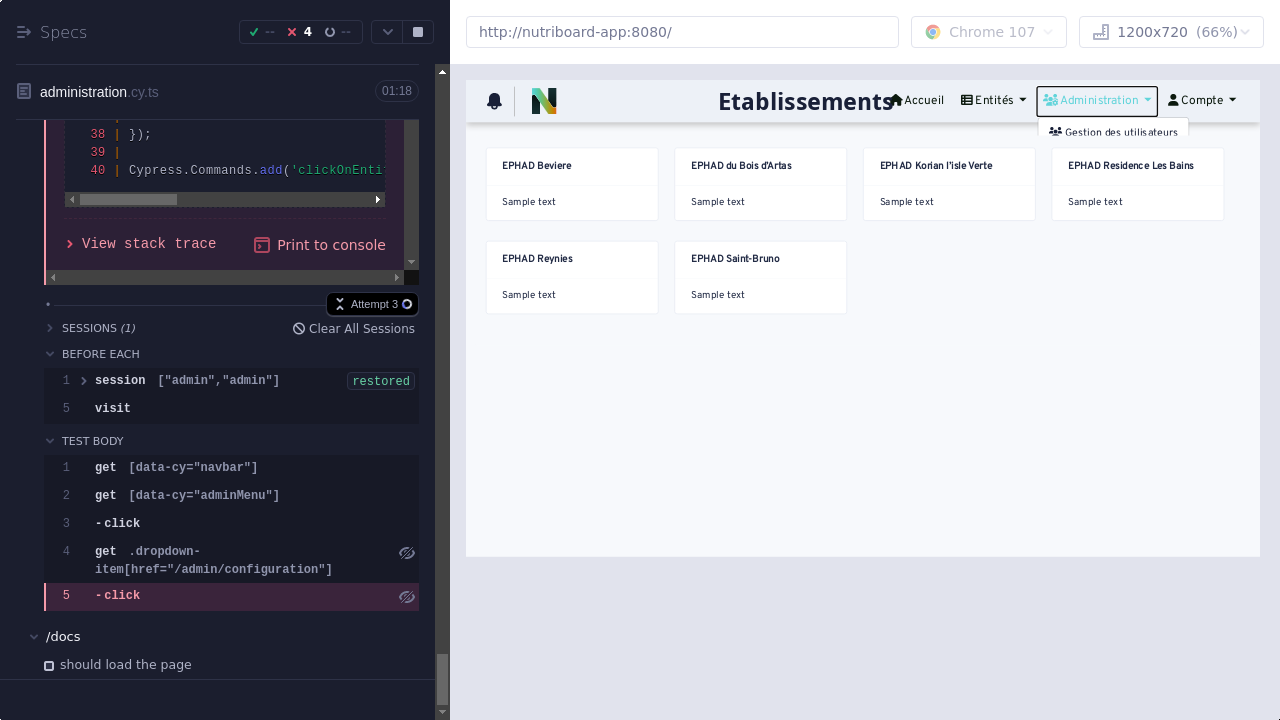 Specs
--
4
--
administration.cy.ts
01:18
38 | });
39 |
40 | Cypress.Commands.add('clickOnEnti
View stack trace
Print to console
Attempt 3
SESSIONS (1)
Clear All Sessions
BEFORE EACH
1 session ["admin","admin"] restored
5 visit
TEST BODY
1 get [data-cy="navbar"]
2 get [data-cy="adminMenu"]
3 -click
4 get .dropdown-
item[href="/admin/configuration"]
5 -click
/docs
should load the page
http://nutriboard-app:8080/
Chrome 107
1200x720 (66%)
Etablissements
Accueil
Entités
Administration
Compte
Gestion des utilisateurs
EPHAD Beviere
Sample text
EPHAD du Bois d'Artas
Sample text
EPHAD Korian l'isle Verte
Sample text
EPHAD Residence Les Bains
Sample text
EPHAD Reynies
Sample text
EPHAD Saint-Bruno
Sample text